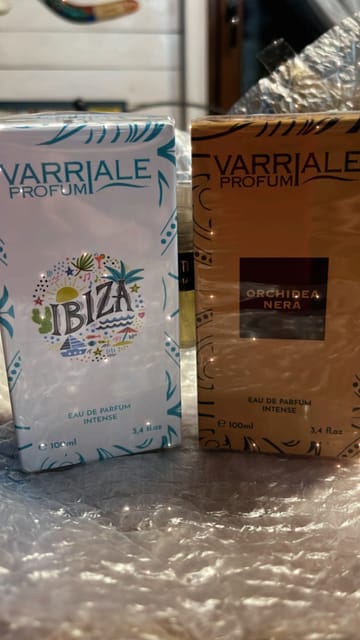 VARRIALE
PROFUMI
IBIZA
EAU DE PARFUM
INTENSE
℮ 100ml
3,4 fl.oz
VARRIALE
PROFUMI
ORCHIDEA
NERA
EAU DE PARFUM
INTENSE
℮ 100ml
3,4 fl.oz